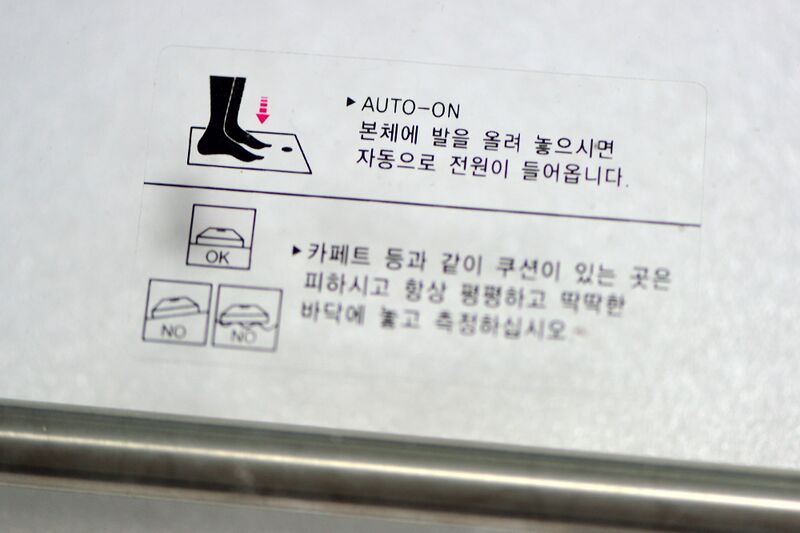 ▶ AUTO-ON
본체에 발을 올려 놓으시면
자동으로 전원이 들어옵니다.
OK
▶ 카페트 등과 같이 쿠션이 있는 곳은
피하시고 항상 평평하고 딱딱한
바닥에 놓고 측정하십시오
NO
NO